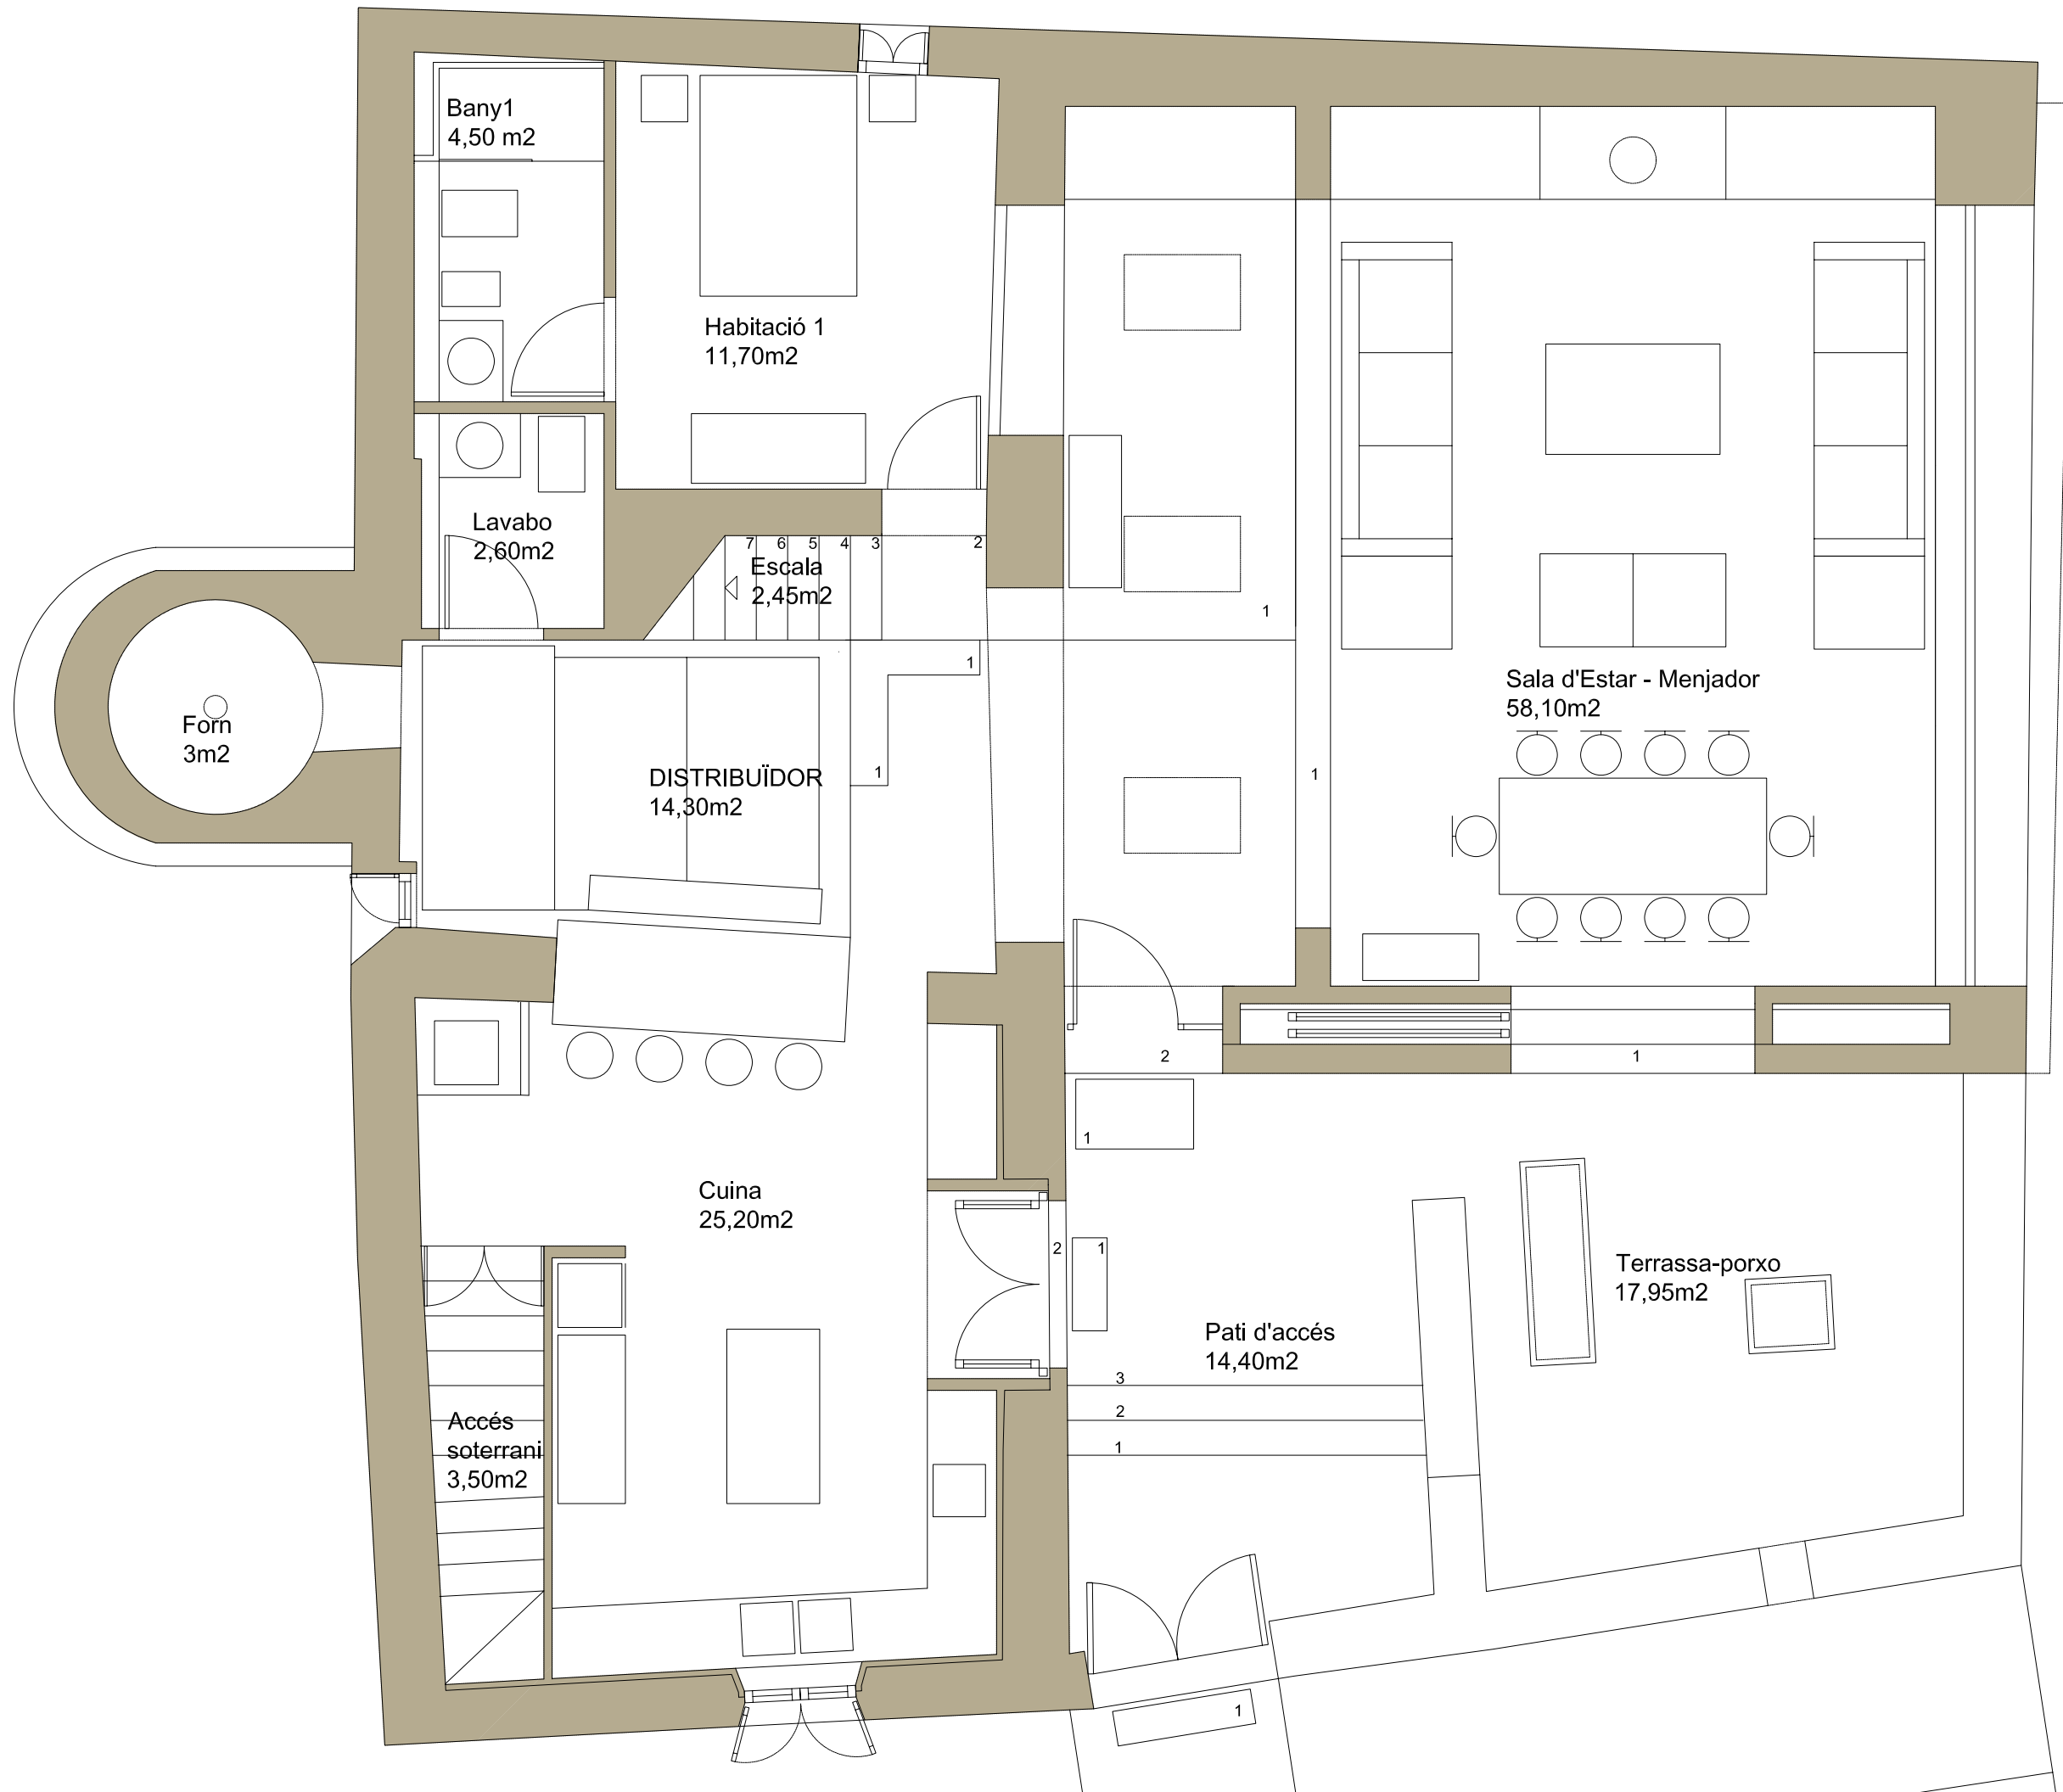 Bany1
4,50 m2
Habitació 1
11,70m2
Lavabo
2,60m2
7 6 5 4 3 2
Escala
2,45m2
1
1
Forn
3m2
1
Sala d'Estar - Menjador
58,10m2
DISTRIBUÏDOR
14,30m2
1
1
2
1
1
Cuina
25,20m2
2
1
Terrassa-porxo
17,95m2
Pati d'accés
14,40m2
3
2
1
Accés
soterrani
3,50m2
1